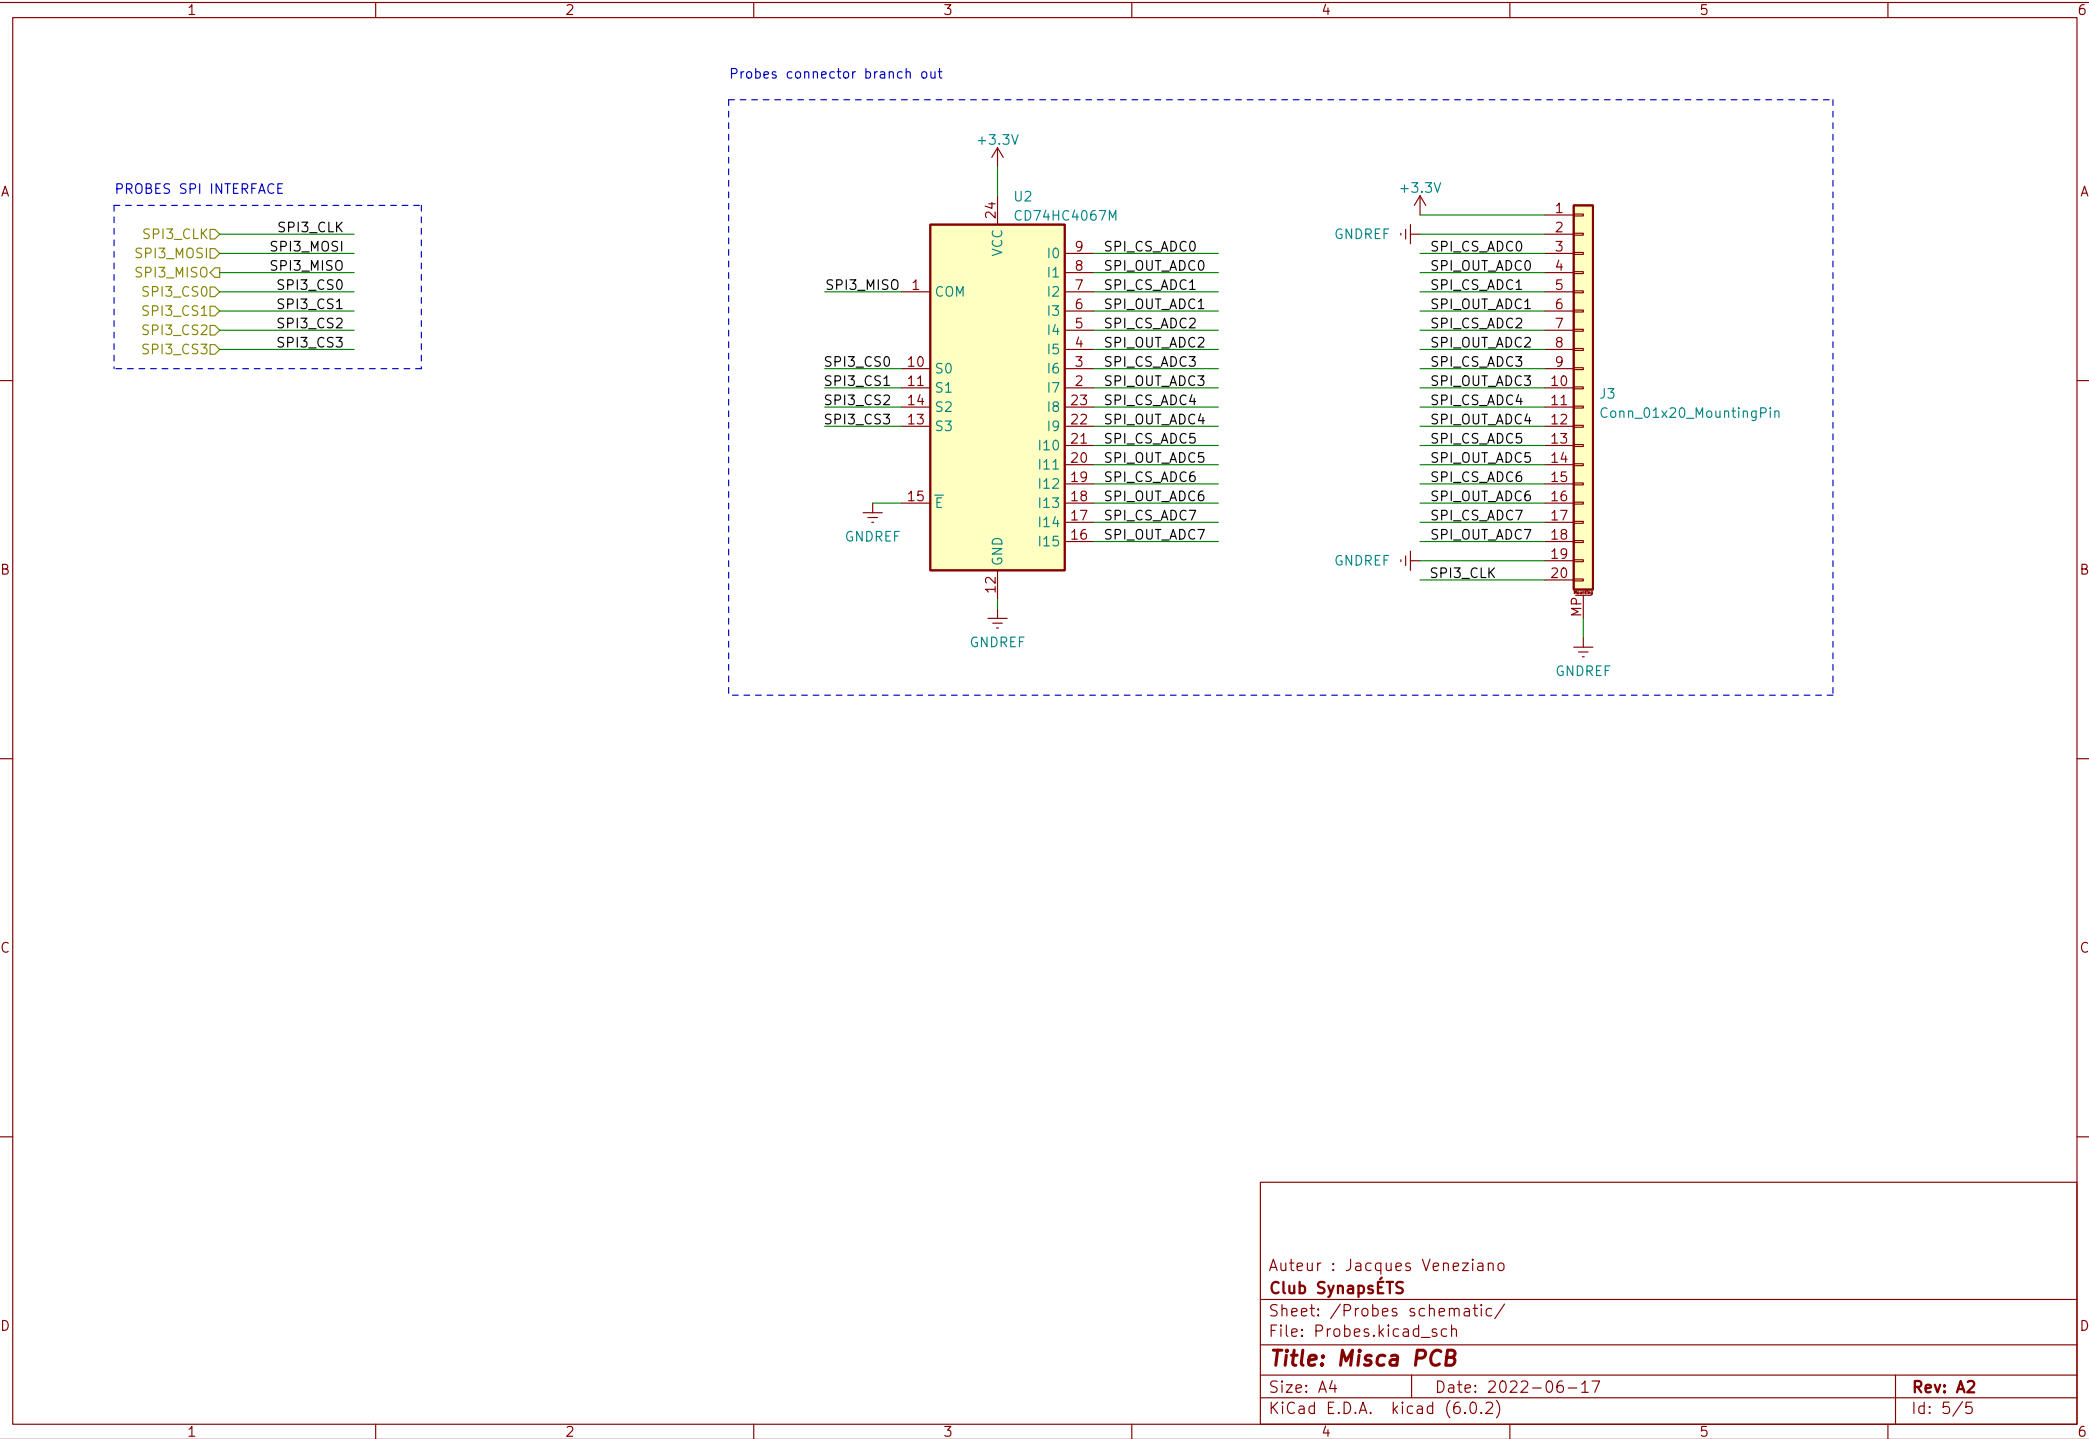 1 2 3 4 5 6
Probes connector branch out
A A
PROBES SPI INTERFACE
SPI3_CLK SPI3_CLK
SPI3_MOSI SPI3_MOSI
SPI3_MISO SPI3_MISO
SPI3_CS0 SPI3_CS0
SPI3_CS1 SPI3_CS1
SPI3_CS2 SPI3_CS2
SPI3_CS3 SPI3_CS3
+3.3V
24
U2
CD74HC4067M
VCC
SPI3_MISO 1 COM
SPI3_CS0 10 S0
SPI3_CS1 11 S1
SPI3_CS2 14 S2
SPI3_CS3 13 S3
15 E
GNDREF
GND
12
GNDREF
I0 9 SPI_CS_ADC0
I1 8 SPI_OUT_ADC0
I2 7 SPI_CS_ADC1
I3 6 SPI_OUT_ADC1
I4 5 SPI_CS_ADC2
I5 4 SPI_OUT_ADC2
I6 3 SPI_CS_ADC3
I7 2 SPI_OUT_ADC3
I8 23 SPI_CS_ADC4
I9 22 SPI_OUT_ADC4
I10 21 SPI_CS_ADC5
I11 20 SPI_OUT_ADC5
I12 19 SPI_CS_ADC6
I13 18 SPI_OUT_ADC6
I14 17 SPI_CS_ADC7
I15 16 SPI_OUT_ADC7
+3.3V
1
GNDREF 2
SPI_CS_ADC0 3
SPI_OUT_ADC0 4
SPI_CS_ADC1 5
SPI_OUT_ADC1 6
SPI_CS_ADC2 7
SPI_OUT_ADC2 8
SPI_CS_ADC3 9
SPI_OUT_ADC3 10
SPI_CS_ADC4 11
SPI_OUT_ADC4 12
SPI_CS_ADC5 13
SPI_OUT_ADC5 14
SPI_CS_ADC6 15
SPI_OUT_ADC6 16
SPI_CS_ADC7 17
SPI_OUT_ADC7 18
GNDREF 19
SPI3_CLK 20
J3
Conn_01x20_MountingPin
MP
GNDREF
B B
C C
D D
Auteur : Jacques Veneziano
Club SynapsÉTS
Sheet: /Probes schematic/
File: Probes.kicad_sch
Title: Misca PCB
Size: A4 Date: 2022-06-17 Rev: A2
KiCad E.D.A. kicad (6.0.2) Id: 5/5
1 2 3 4 5 6